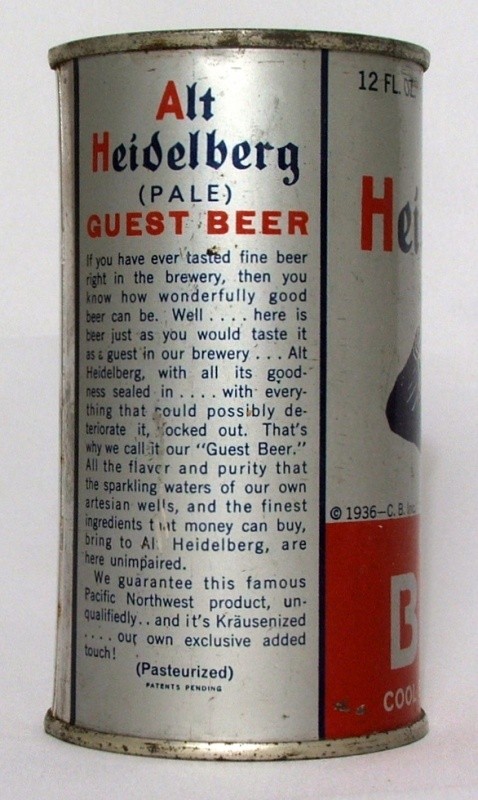 Alt
Heidelberg
(PALE)
GUEST BEER
If you have ever tasted fine beer
right in the brewery, then you
know how wonderfully good
beer can be. Well .... here is
beer just as you would taste it
as a guest in our brewery ... Alt
Heidelberg, with all its good-
ness sealed in .... with every-
thing that could possibly de-
teriorate it, locked out. That's
why we call it our "Guest Beer."
All the flavor and purity that
the sparkling waters of our own
artesian wells, and the finest
ingredients that money can buy,
bring to Alt Heidelberg, are
here unimpaired.
We guarantee this famous
Pacific Northwest product, un-
qualifiedly.. and it's Kräusenized
.... our own exclusive added
touch!
(Pasteurized)
PATENTS PENDING
12 FL. OZ.
Hei
© 1936-C. B. Inc.
B
COOL